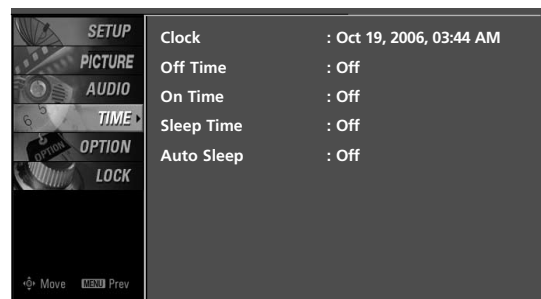 SETUP
PICTURE
AUDIO
TIME
OPTION
LOCK
Clock : Oct 19, 2006, 03:44 AM
Off Time : Off
On Time : Off
Sleep Time : Off
Auto Sleep : Off
Move MENU Prev